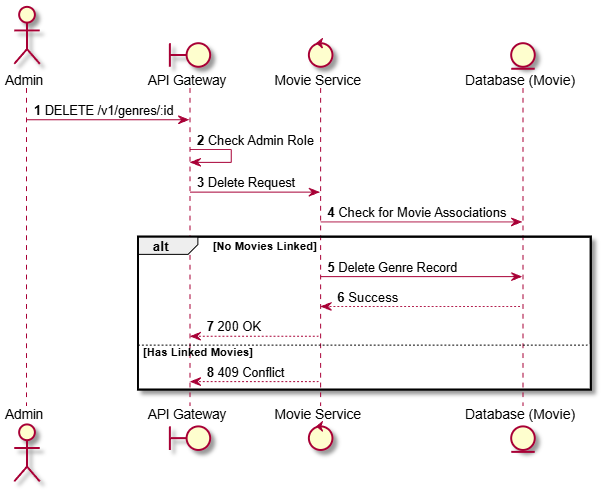 Admin
API Gateway
Movie Service
Database (Movie)
1 DELETE /v1/genres/:id
2 Check Admin Role
3 Delete Request
4 Check for Movie Associations
alt [No Movies Linked]
5 Delete Genre Record
6 Success
7 200 OK
[Has Linked Movies]
8 409 Conflict
Admin
API Gateway
Movie Service
Database (Movie)